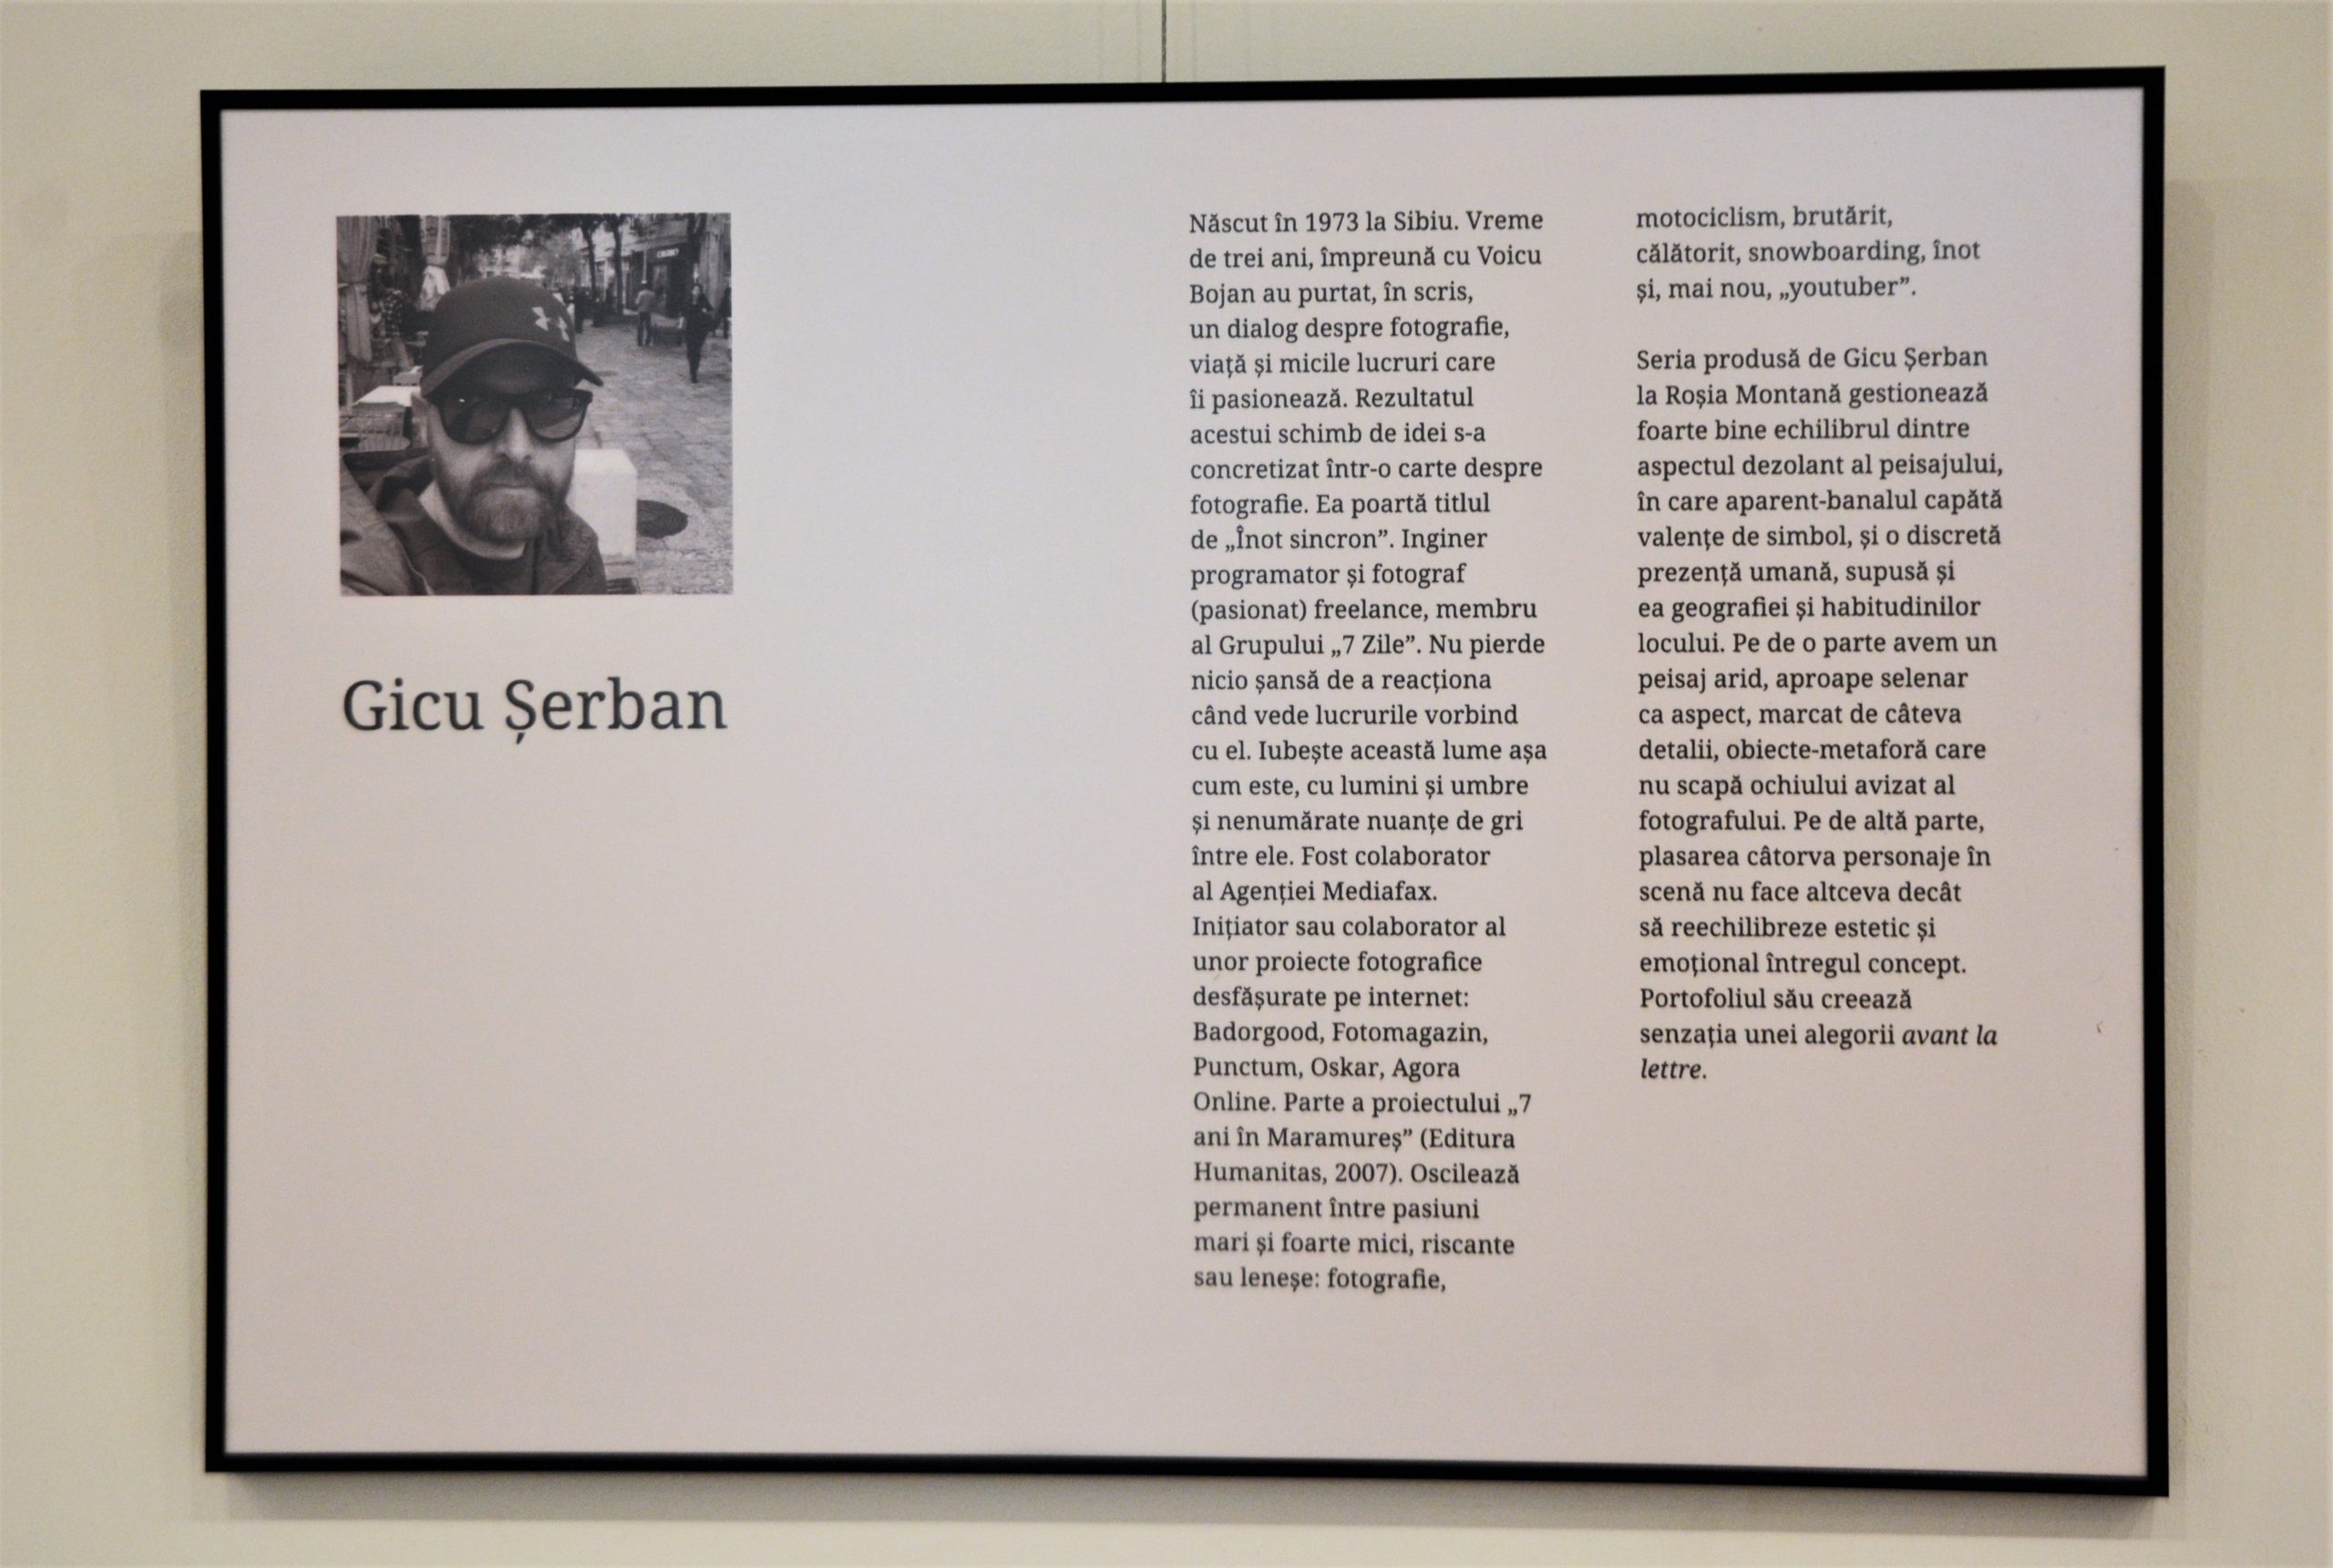 Gicu Șerban
Născut în 1973 la Sibiu. Vreme
de trei ani, împreună cu Voicu
Bojan au purtat, în scris,
un dialog despre fotografie,
viață și micile lucruri care
îi pasionează. Rezultatul
acestui schimb de idei s-a
concretizat într-o carte despre
fotografie. Ea poartă titlul
de „Înot sincron”. Inginer
programator și fotograf
(pasionat) freelance, membru
al Grupului „7 Zile”. Nu pierde
nicio șansă de a reacționa
când vede lucrurile vorbind
cu el. Iubește această lume așa
cum este, cu lumini și umbre
și nenumărate nuanțe de gri
între ele. Fost colaborator
al Agenției Mediafax.
Inițiator sau colaborator al
unor proiecte fotografice
desfășurate pe internet:
Badorgood, Fotomagazin,
Punctum, Oskar, Agora
Online. Parte a proiectului „7
ani în Maramureș” (Editura
Humanitas, 2007). Oscilează
permanent între pasiuni
mari și foarte mici, riscante
sau leneșe: fotografie,
motociclism, brutărit,
călătorit, snowboarding, înot
și, mai nou, „youtuber”.
Seria produsă de Gicu Șerban
la Roșia Montană gestionează
foarte bine echilibrul dintre
aspectul dezolant al peisajului,
în care aparent-banalul capătă
valențe de simbol, și o discretă
prezență umană, supusă și
ea geografiei și habitudinilor
locului. Pe de o parte avem un
peisaj arid, aproape selenar
ca aspect, marcat de câteva
detalii, obiecte-metaforă care
nu scapă ochiului avizat al
fotografului. Pe de altă parte,
plasarea câtorva personaje în
scenă nu face altceva decât
să reechilibreze estetic și
emoțional întregul concept.
Portofoliul său creează
senzația unei alegorii avant la
lettre.